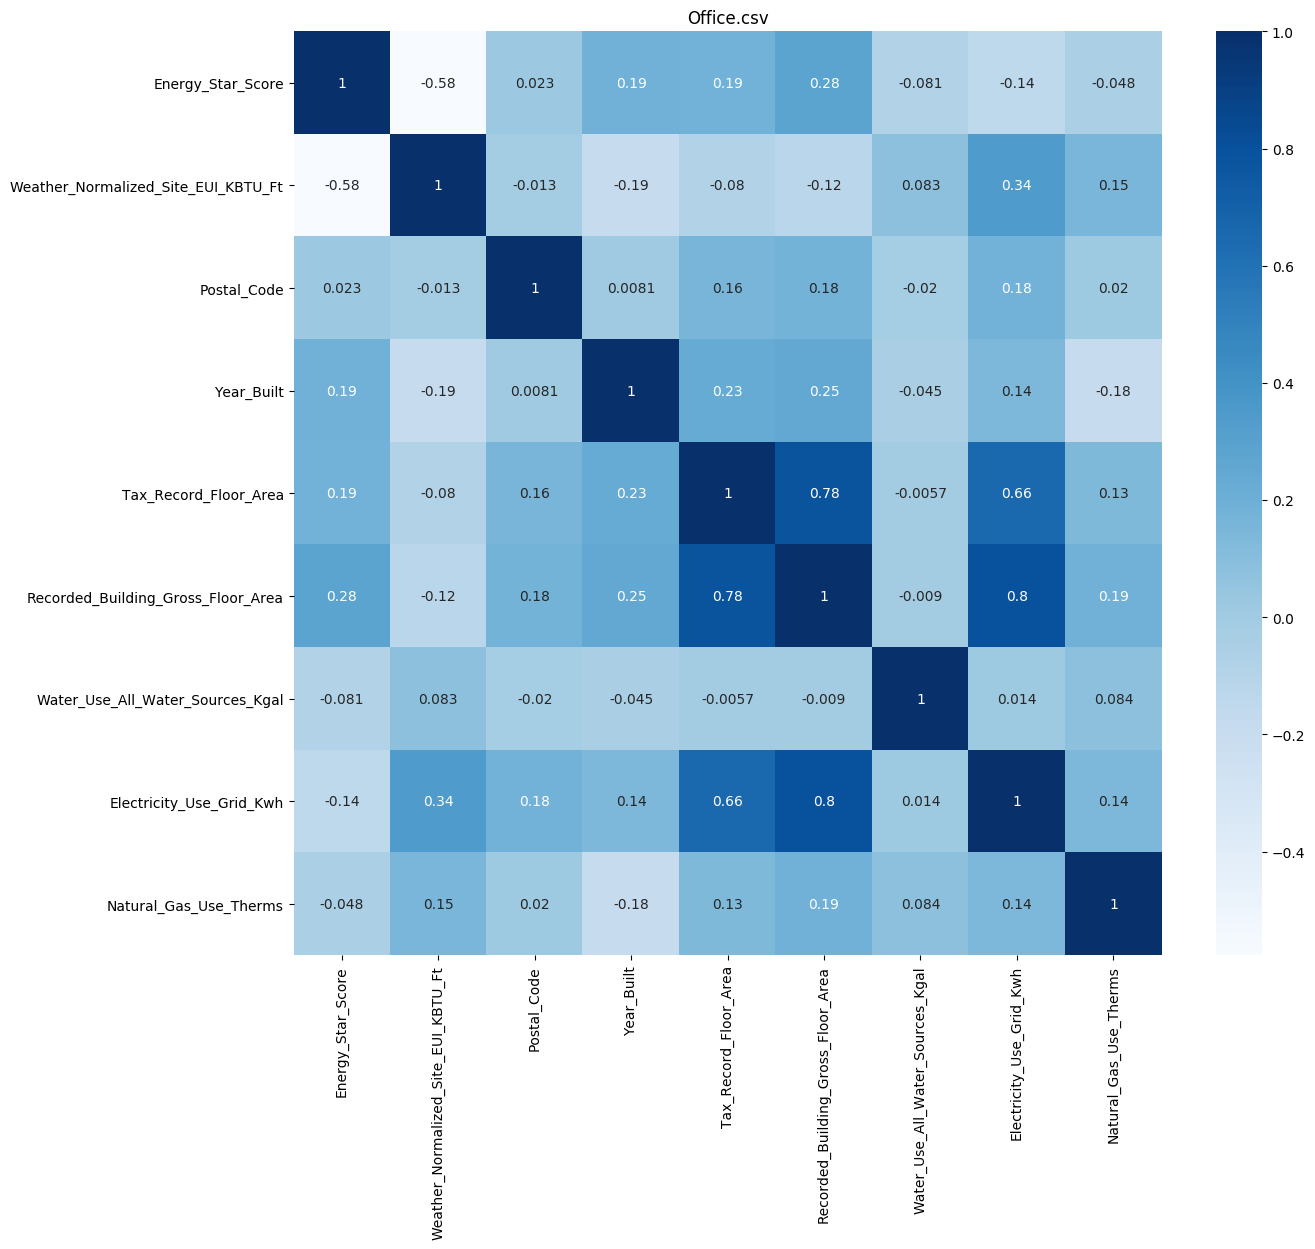 Office.csv
Energy_Star_Score 1 -0.58 0.023 0.19 0.19 0.28 -0.081 -0.14 -0.048
Weather_Normalized_Site_EUI_KBTU_Ft -0.58 1 -0.013 -0.19 -0.08 -0.12 0.083 0.34 0.15
Postal_Code 0.023 -0.013 1 0.0081 0.16 0.18 -0.02 0.18 0.02
Year_Built 0.19 -0.19 0.0081 1 0.23 0.25 -0.045 0.14 -0.18
Tax_Record_Floor_Area 0.19 -0.08 0.16 0.23 1 0.78 -0.0057 0.66 0.13
Recorded_Building_Gross_Floor_Area 0.28 -0.12 0.18 0.25 0.78 1 -0.009 0.8 0.19
Water_Use_All_Water_Sources_Kgal -0.081 0.083 -0.02 -0.045 -0.0057 -0.009 1 0.014 0.084
Electricity_Use_Grid_Kwh -0.14 0.34 0.18 0.14 0.66 0.8 0.014 1 0.14
Natural_Gas_Use_Therms -0.048 0.15 0.02 -0.18 0.13 0.19 0.084 0.14 1
Energy_Star_Score
Weather_Normalized_Site_EUI_KBTU_Ft
Postal_Code
Year_Built
Tax_Record_Floor_Area
Recorded_Building_Gross_Floor_Area
Water_Use_All_Water_Sources_Kgal
Electricity_Use_Grid_Kwh
Natural_Gas_Use_Therms
1.0
0.8
0.6
0.4
0.2
0.0
−0.2
−0.4